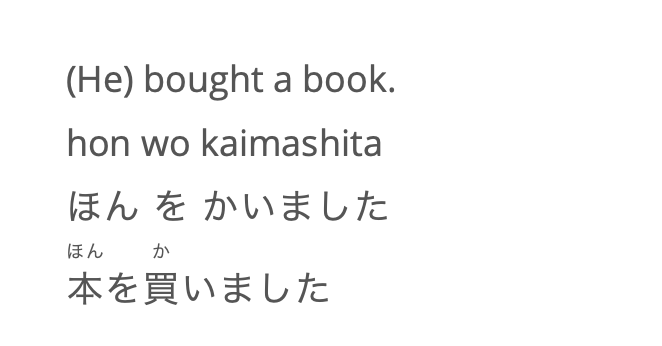 (He) bought a book.
hon wo kaimashita
ほん を かいました
ほん か
本を買いました